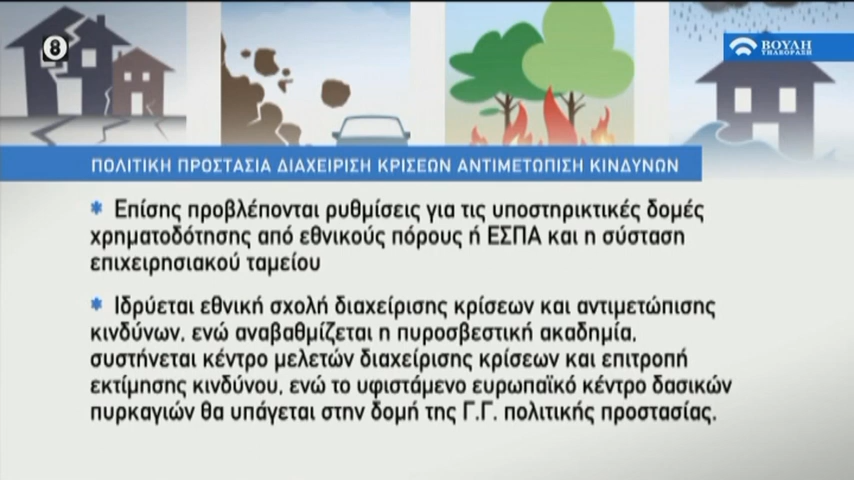 8
ΒΟΥΛΗ
ΤΗΛΕΟΡΑΣΗ
ΠΟΛΙΤΙΚΗ ΠΡΟΣΤΑΣΙΑ ΔΙΑΧΕΙΡΙΣΗ ΚΡΙΣΕΩΝ ΑΝΤΙΜΕΤΩΠΙΣΗ ΚΙΝΔΥΝΩΝ
* Επίσης προβλέπονται ρυθμίσεις για τις υποστηρικτικές δομές
χρηματοδότησης από εθνικούς πόρους ή ΕΣΠΑ και η σύσταση
επιχειρησιακού ταμείου
* Ιδρύεται εθνική σχολή διαχείρισης κρίσεων και αντιμετώπισης
κινδύνων, ενώ αναβαθμίζεται η πυροσβεστική ακαδημία,
συστήνεται κέντρο μελετών διαχείρισης κρίσεων και επιτροπή
εκτίμησης κινδύνου, ενώ το υφιστάμενο ευρωπαϊκό κέντρο δασικών
πυρκαγιών θα υπάγεται στην δομή της Γ.Γ. πολιτικής προστασίας.